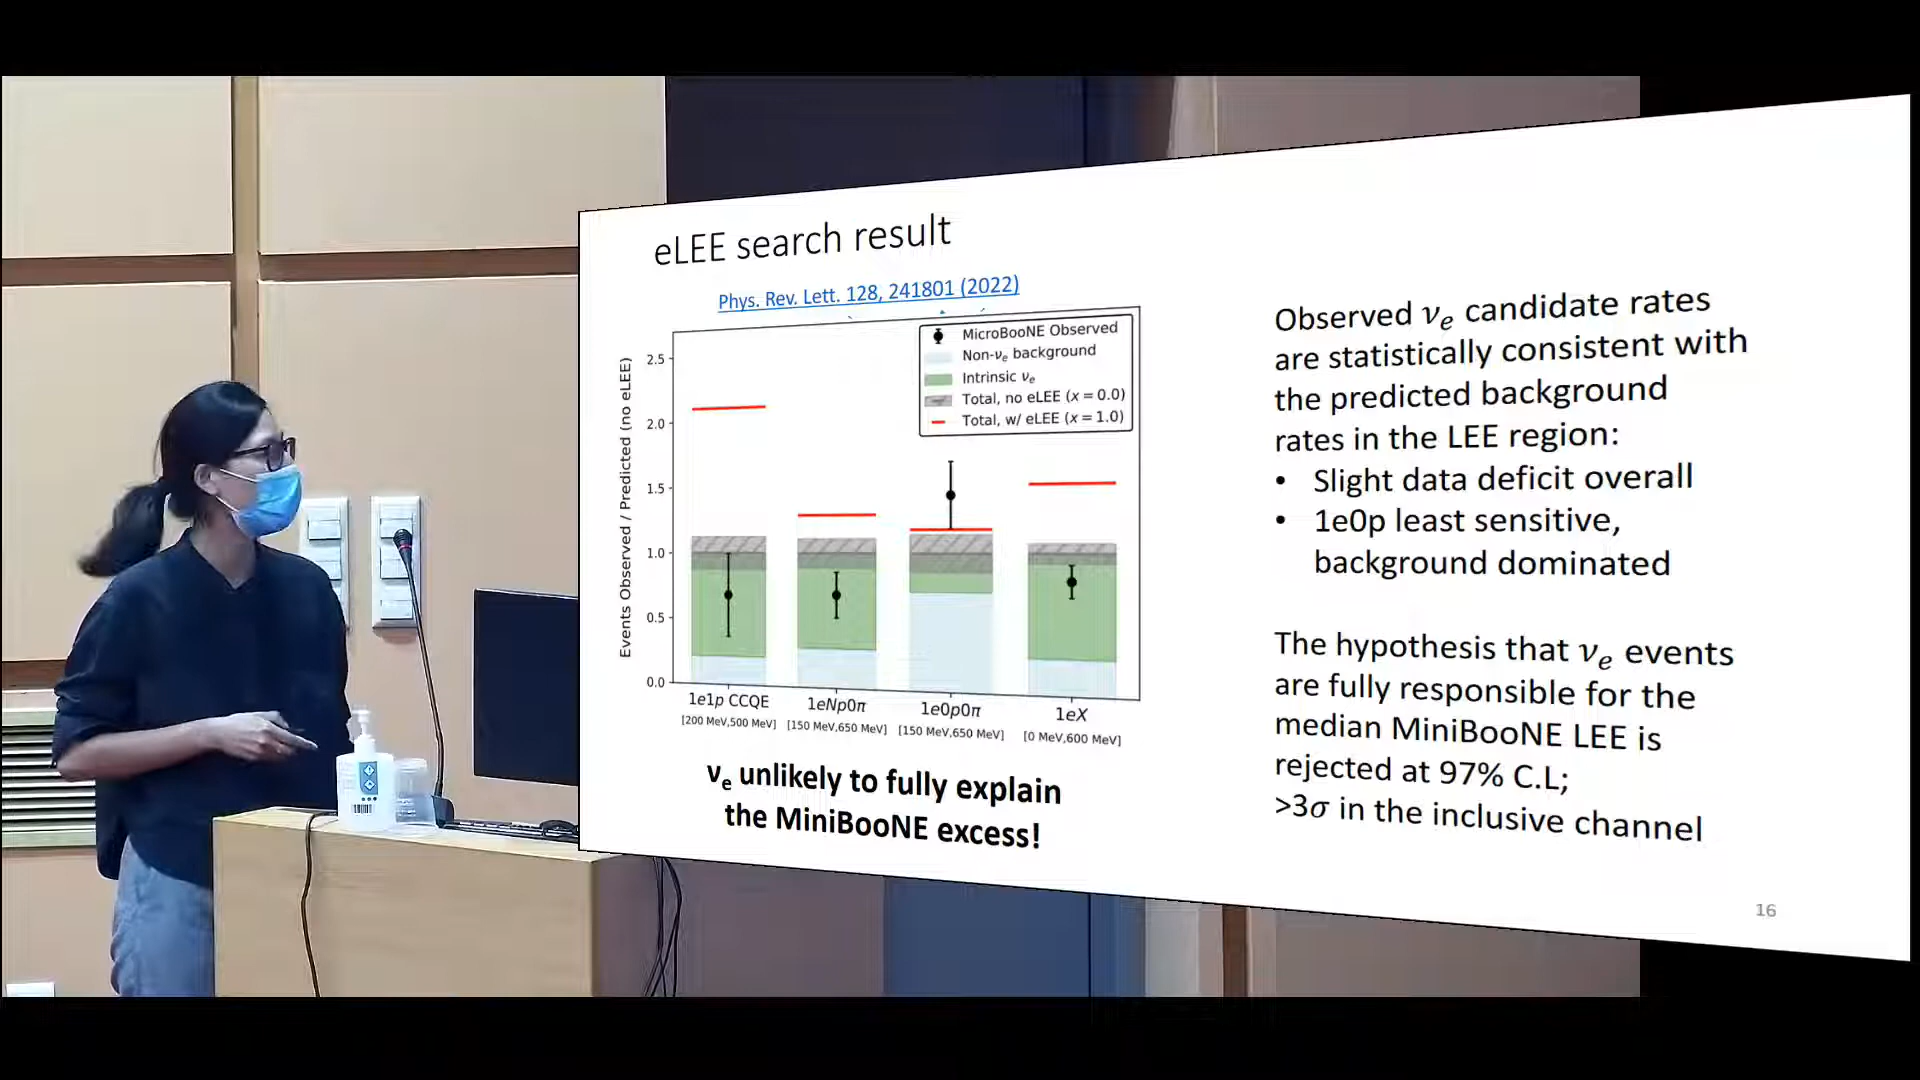 eLEE search result
Phys. Rev. Lett. 128, 241801 (2022)
Events Observed / Predicted (no eLEE)
2.5
2.0
1.5
1.0
0.5
0.0
MicroBooNE Observed
Non-νe background
Intrinsic νe
Total, no eLEE (x = 0.0)
Total, w/ eLEE (x = 1.0)
1e1p CCQE
[200 MeV,500 MeV]
1eNp0π
[150 MeV,650 MeV]
1e0p0π
[150 MeV,650 MeV]
1eX
[0 MeV,600 MeV]
νe unlikely to fully explain
the MiniBooNE excess!
Observed νe candidate rates
are statistically consistent with
the predicted background
rates in the LEE region:
• Slight data deficit overall
• 1e0p least sensitive,
background dominated
The hypothesis that νe events
are fully responsible for the
median MiniBooNE LEE is
rejected at 97% C.L;
>3σ in the inclusive channel
16